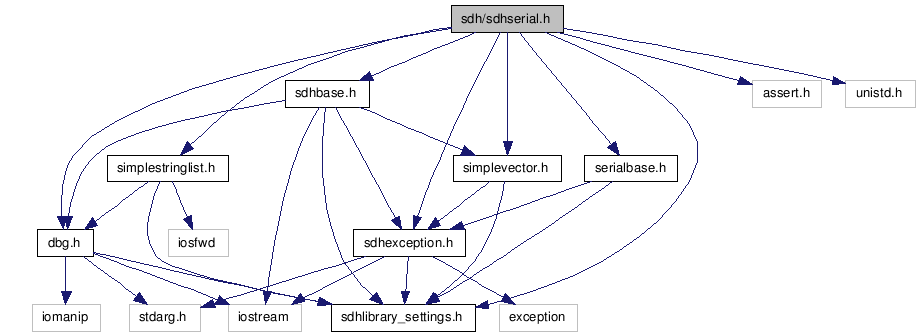 sdh/sdhserial.h
sdhbase.h
assert.h
unistd.h
simplestringlist.h
simplevector.h
serialbase.h
dbg.h
iosfwd
sdhexception.h
iomanip
stdarg.h
iostream
sdhlibrary_settings.h
exception